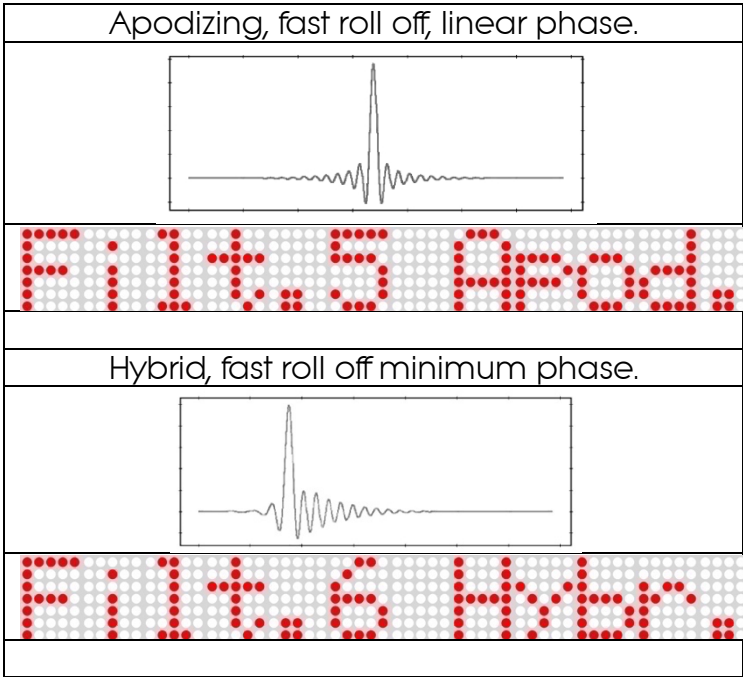 Apodizing, fast roll off, linear phase.
Filt.5 Apod.
Hybrid, fast roll off minimum phase.
Filt.6 Hybr.